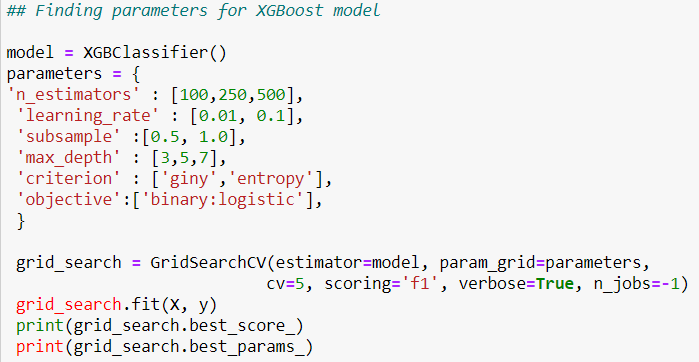 ## Finding parameters for XGBoost model
model = XGBClassifier()
parameters = {
'n_estimators' : [100,250,500],
'learning_rate' : [0.01, 0.1],
'subsample' :[0.5, 1.0],
'max_depth' : [3,5,7],
'criterion' : ['giny','entropy'],
'objective':['binary:logistic'],
}
grid_search = GridSearchCV(estimator=model, param_grid=parameters,
cv=5, scoring='f1', verbose=True, n_jobs=-1)
grid_search.fit(X, y)
print(grid_search.best_score_)
print(grid_search.best_params_)